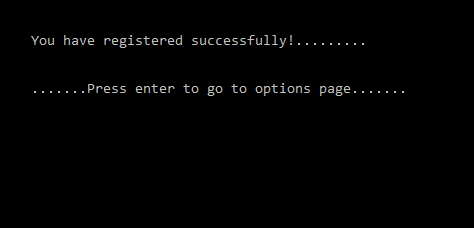 You have registered successfully!.........
.......Press enter to go to options page.......